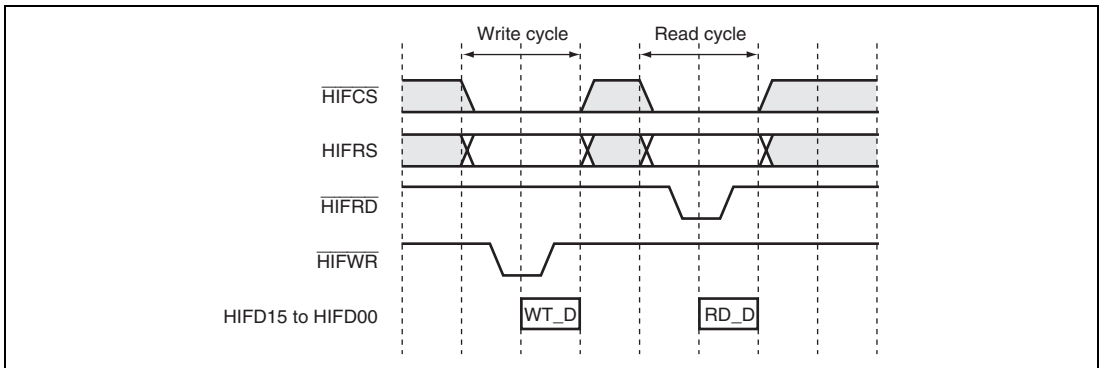 Write cycle Read cycle
HIFCS
HIFRS
HIFRD
HIFWR
HIFD15 to HIFD00 WT_D RD_D